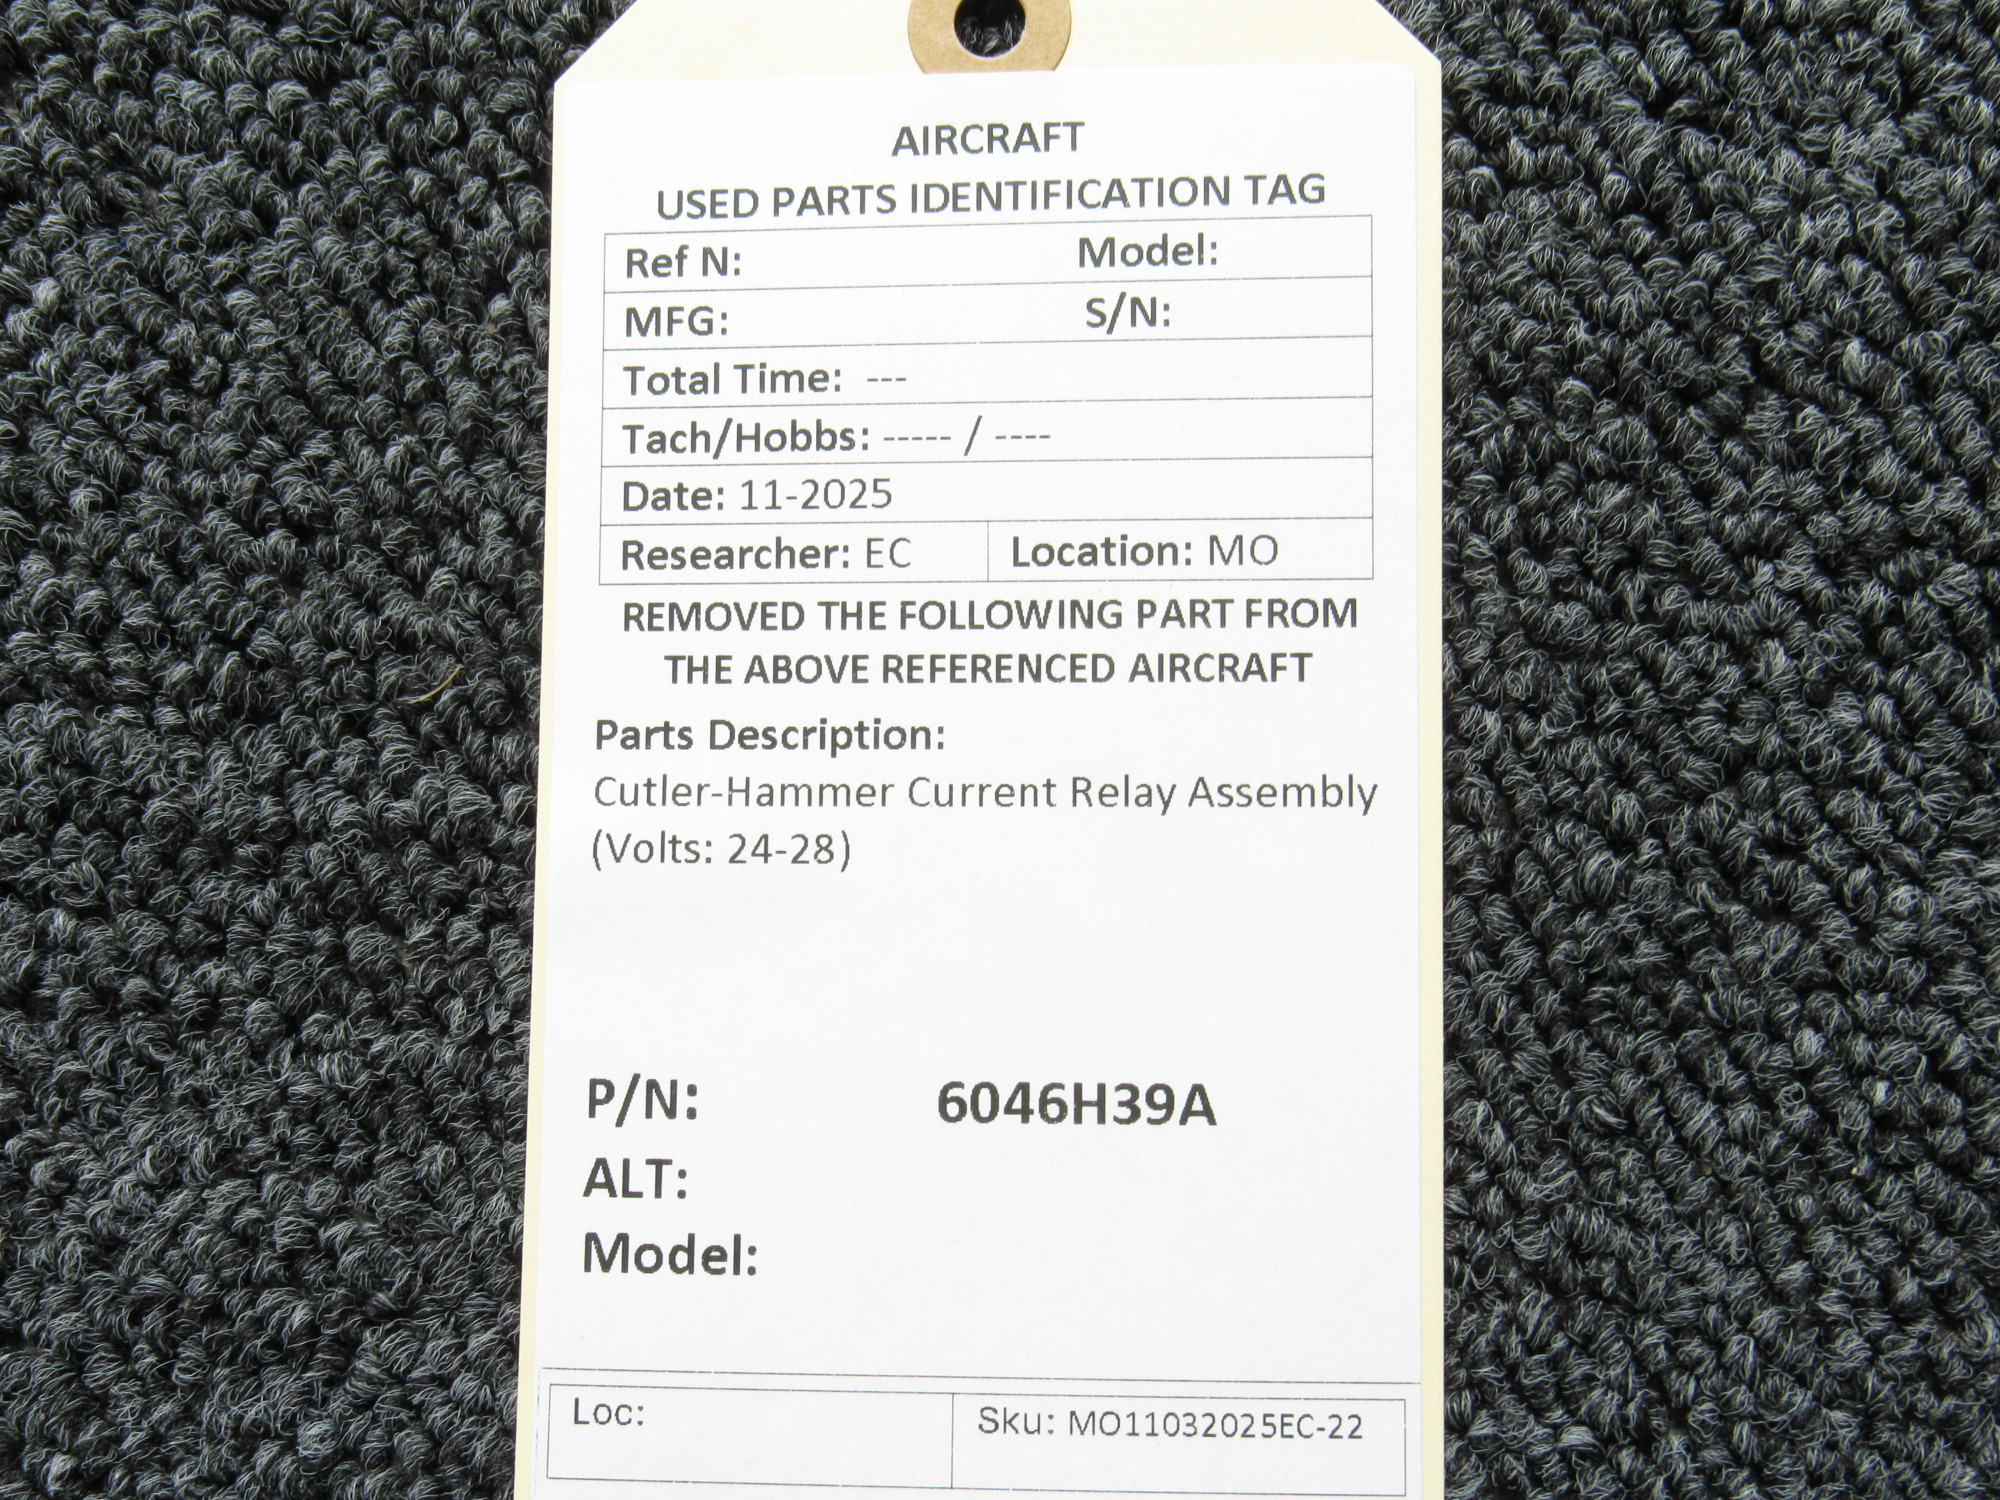 AIRCRAFT
USED PARTS IDENTIFICATION TAG
Ref N: Model:
MFG: S/N:
Total Time: ---
Tach/Hobbs: ----- / ----
Date: 11-2025
Researcher: EC Location: MO
REMOVED THE FOLLOWING PART FROM
THE ABOVE REFERENCED AIRCRAFT
Parts Description:
Cutler-Hammer Current Relay Assembly
(Volts: 24-28)
P/N: 6046H39A
ALT:
Model:
Loc: Sku: MO11032025EC-22